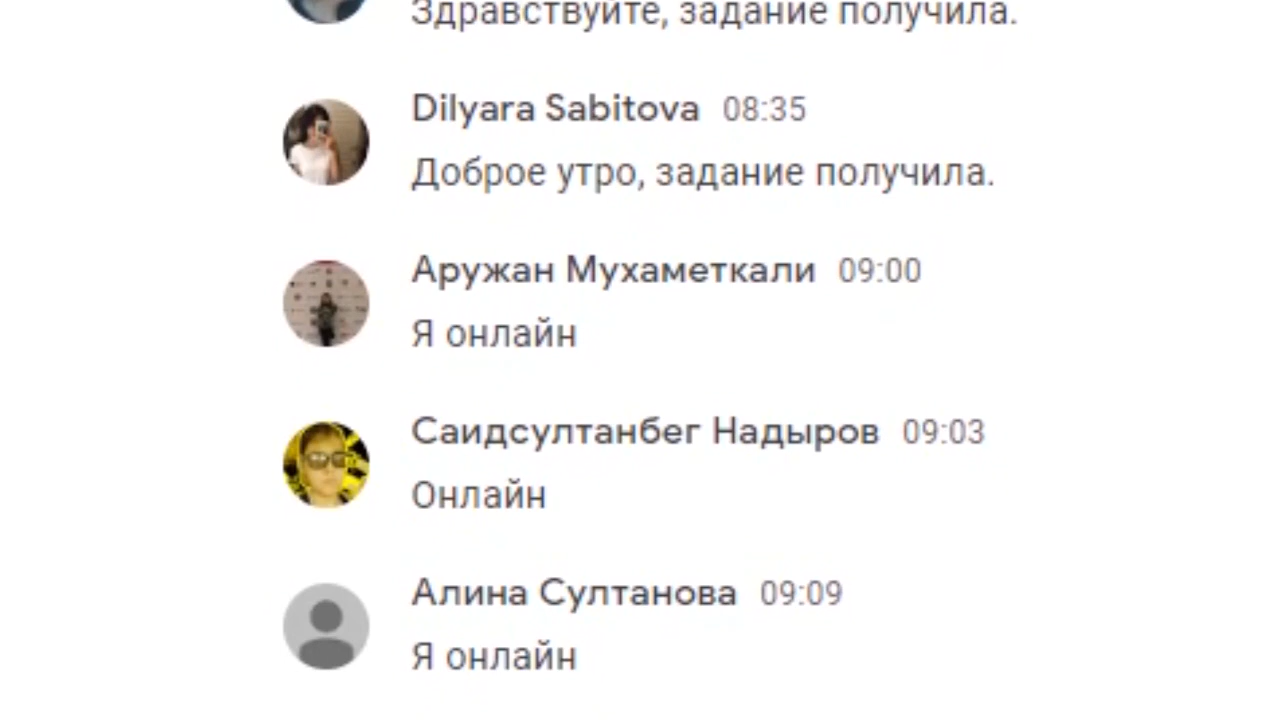 Здравствуйте, задание получила.
Dilyara Sabitova 08:35
Доброе утро, задание получила.
Аружан Мухаметкали 09:00
Я онлайн
Саидсултанбег Надыров 09:03
Онлайн
Алина Султанова 09:09
Я онлайн